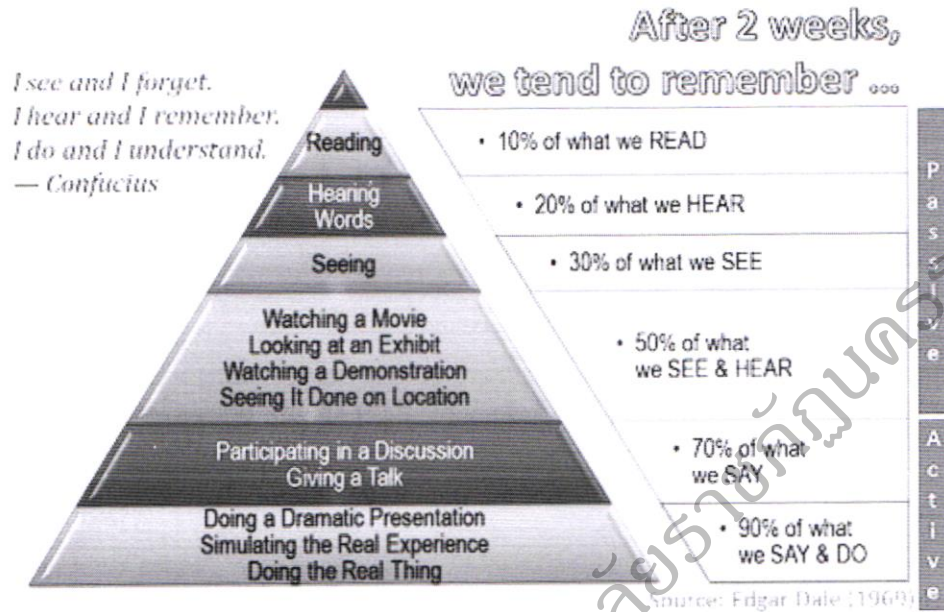 After 2 weeks,
we tend to remember ...
I see and I forget.
I hear and I remember.
I do and I understand.
— Confucius
Reading
• 10% of what we READ
Hearing
Words
• 20% of what we HEAR
Seeing
• 30% of what we SEE
Watching a Movie
Looking at an Exhibit
Watching a Demonstration
Seeing It Done on Location
• 50% of what
we SEE & HEAR
Participating in a Discussion
Giving a Talk
• 70% of what
we SAY
Doing a Dramatic Presentation
Simulating the Real Experience
Doing the Real Thing
• 90% of what
we SAY & DO
Passive
Active
Source: Edgar Dale (1969)